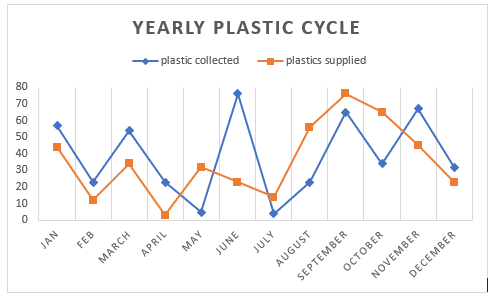 YEARLY PLASTIC CYCLE
plastic collected
plastics supplied
80
70
60
50
40
30
20
10
0
JAN
FEB
MARCH
APRIL
MAY
JUNE
JULY
AUGUST
SEPTEMBER
OCTOBER
NOVEMBER
DECEMBER